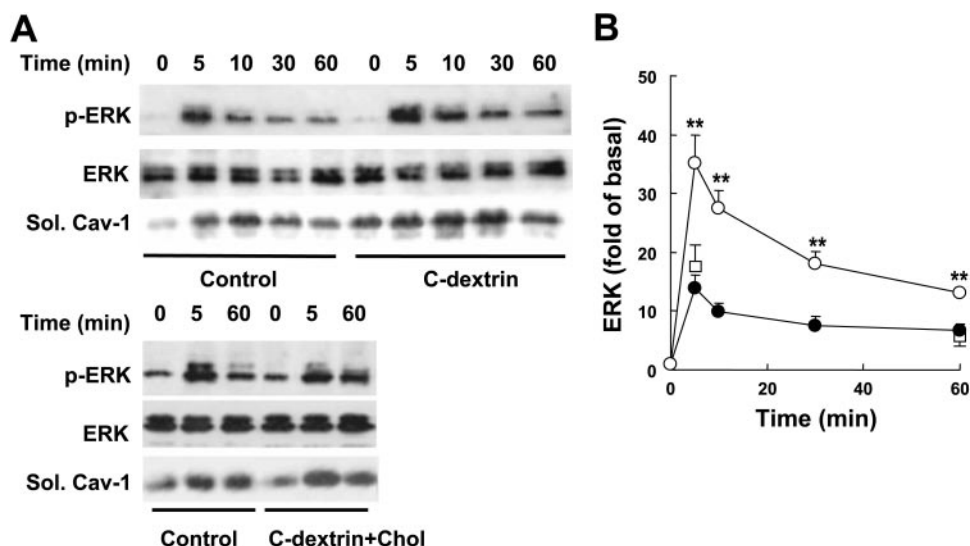 A
Time (min) 0 5 10 30 60 0 5 10 30 60
p-ERK
ERK
Sol. Cav-1
Control C-dextrin
Time (min) 0 5 60 0 5 60
p-ERK
ERK
Sol. Cav-1
Control C-dextrin+Chol
B
ERK (fold of basal)
50
40
30
20
10
0
**
**
**
**
0 20 40 60
Time (min)